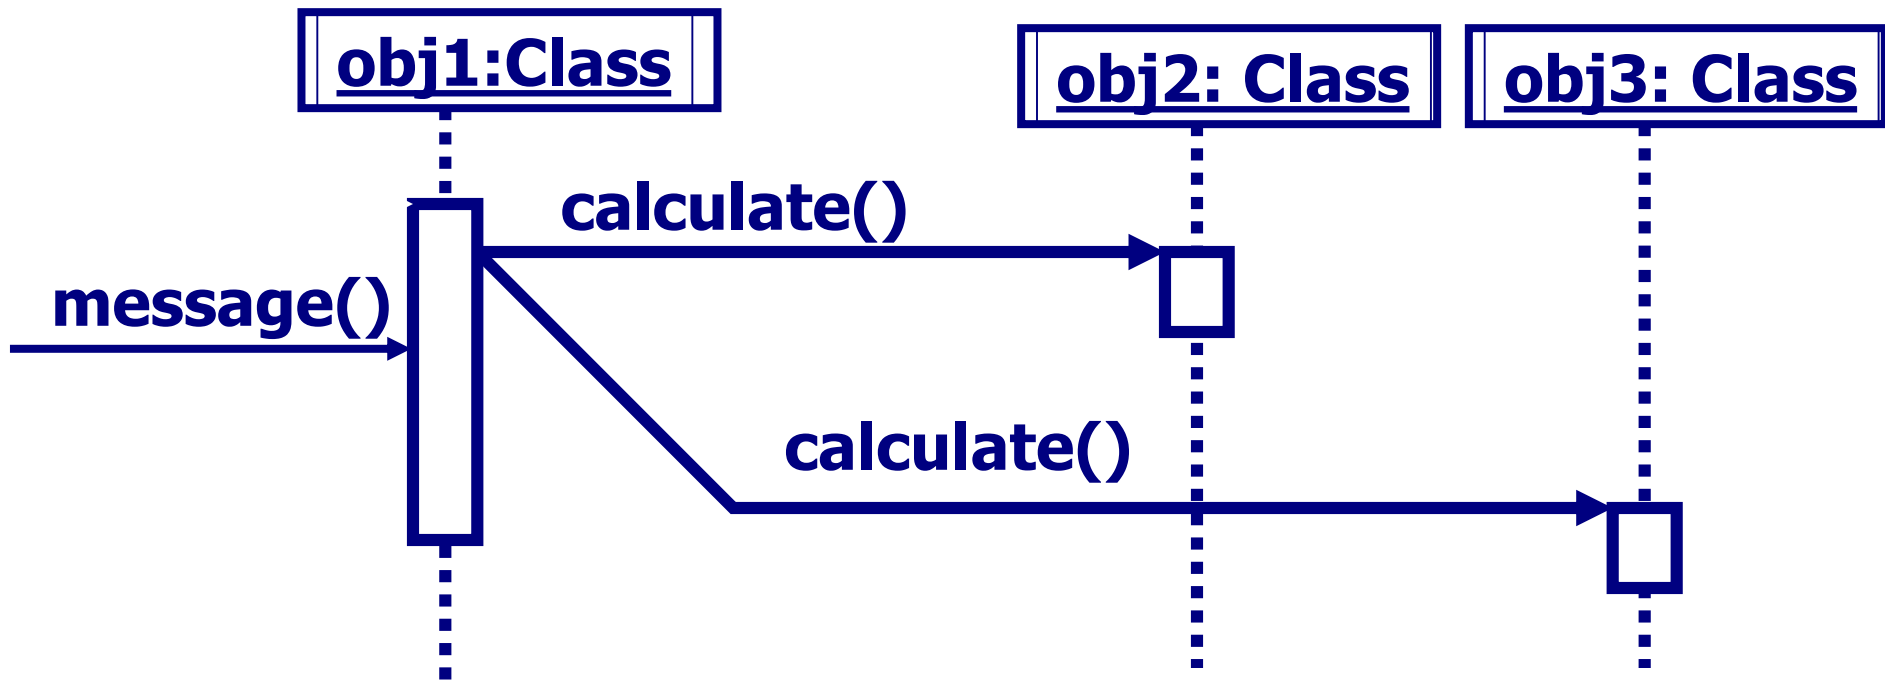 obj1:Class
obj2: Class
obj3: Class
calculate()
message()
calculate()